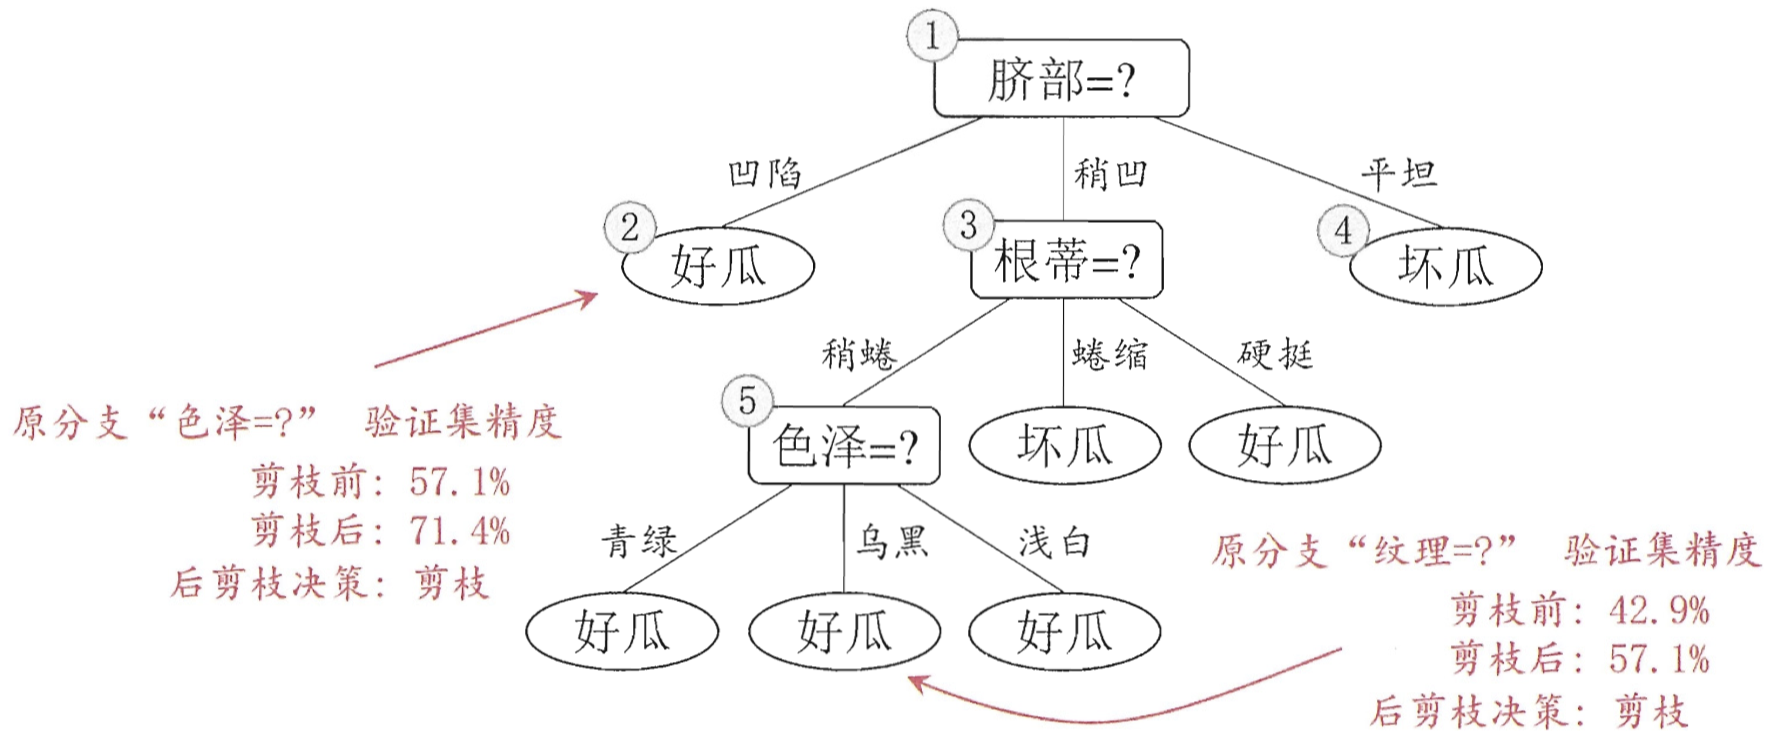 1
脐部=?
凹陷
稍凹
平坦
2
好瓜
3
根蒂=?
4
坏瓜
稍蜷
蜷缩
硬挺
5
色泽=?
坏瓜
好瓜
原分支“色泽=?” 验证集精度
剪枝前: 57.1%
剪枝后: 71.4%
后剪枝决策: 剪枝
青绿
乌黑
浅白
好瓜
好瓜
好瓜
原分支“纹理=?” 验证集精度
剪枝前: 42.9%
剪枝后: 57.1%
后剪枝决策: 剪枝